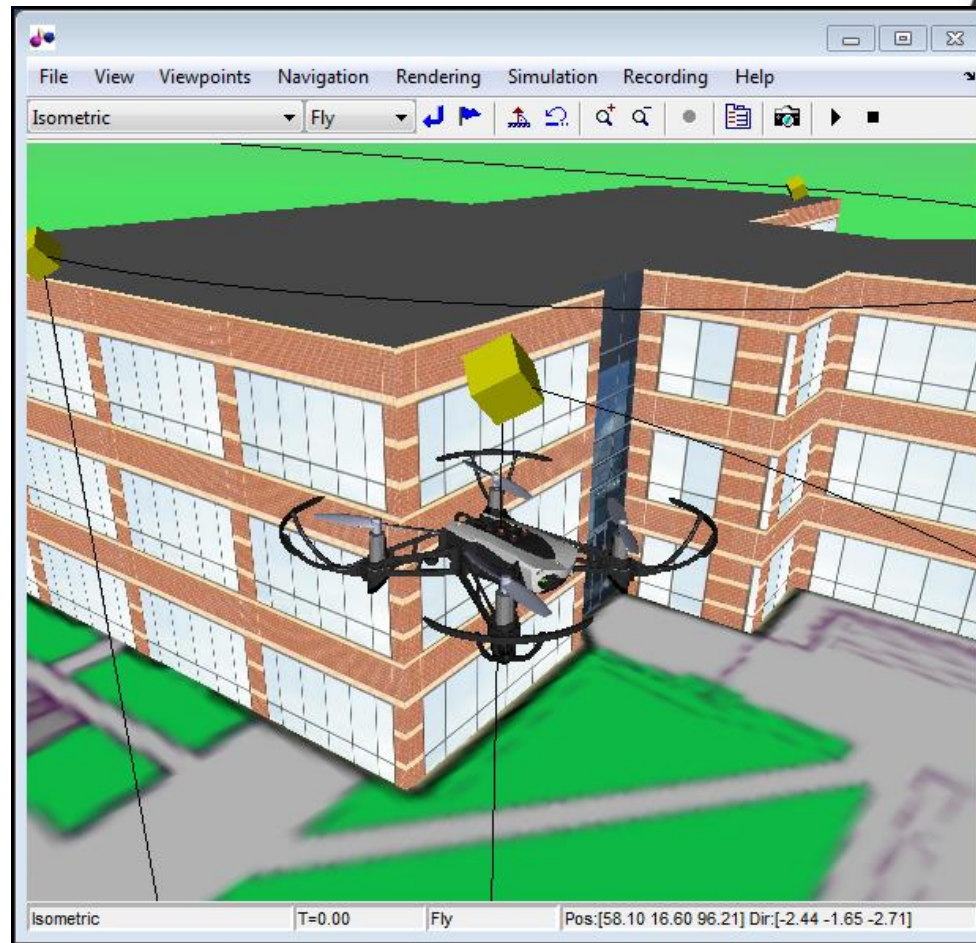 File View Viewpoints Navigation Rendering Simulation Recording Help
Isometric Fly
Isometric T=0.00 Fly Pos:[58.10 16.60 96.21] Dir:[-2.44 -1.65 -2.71]